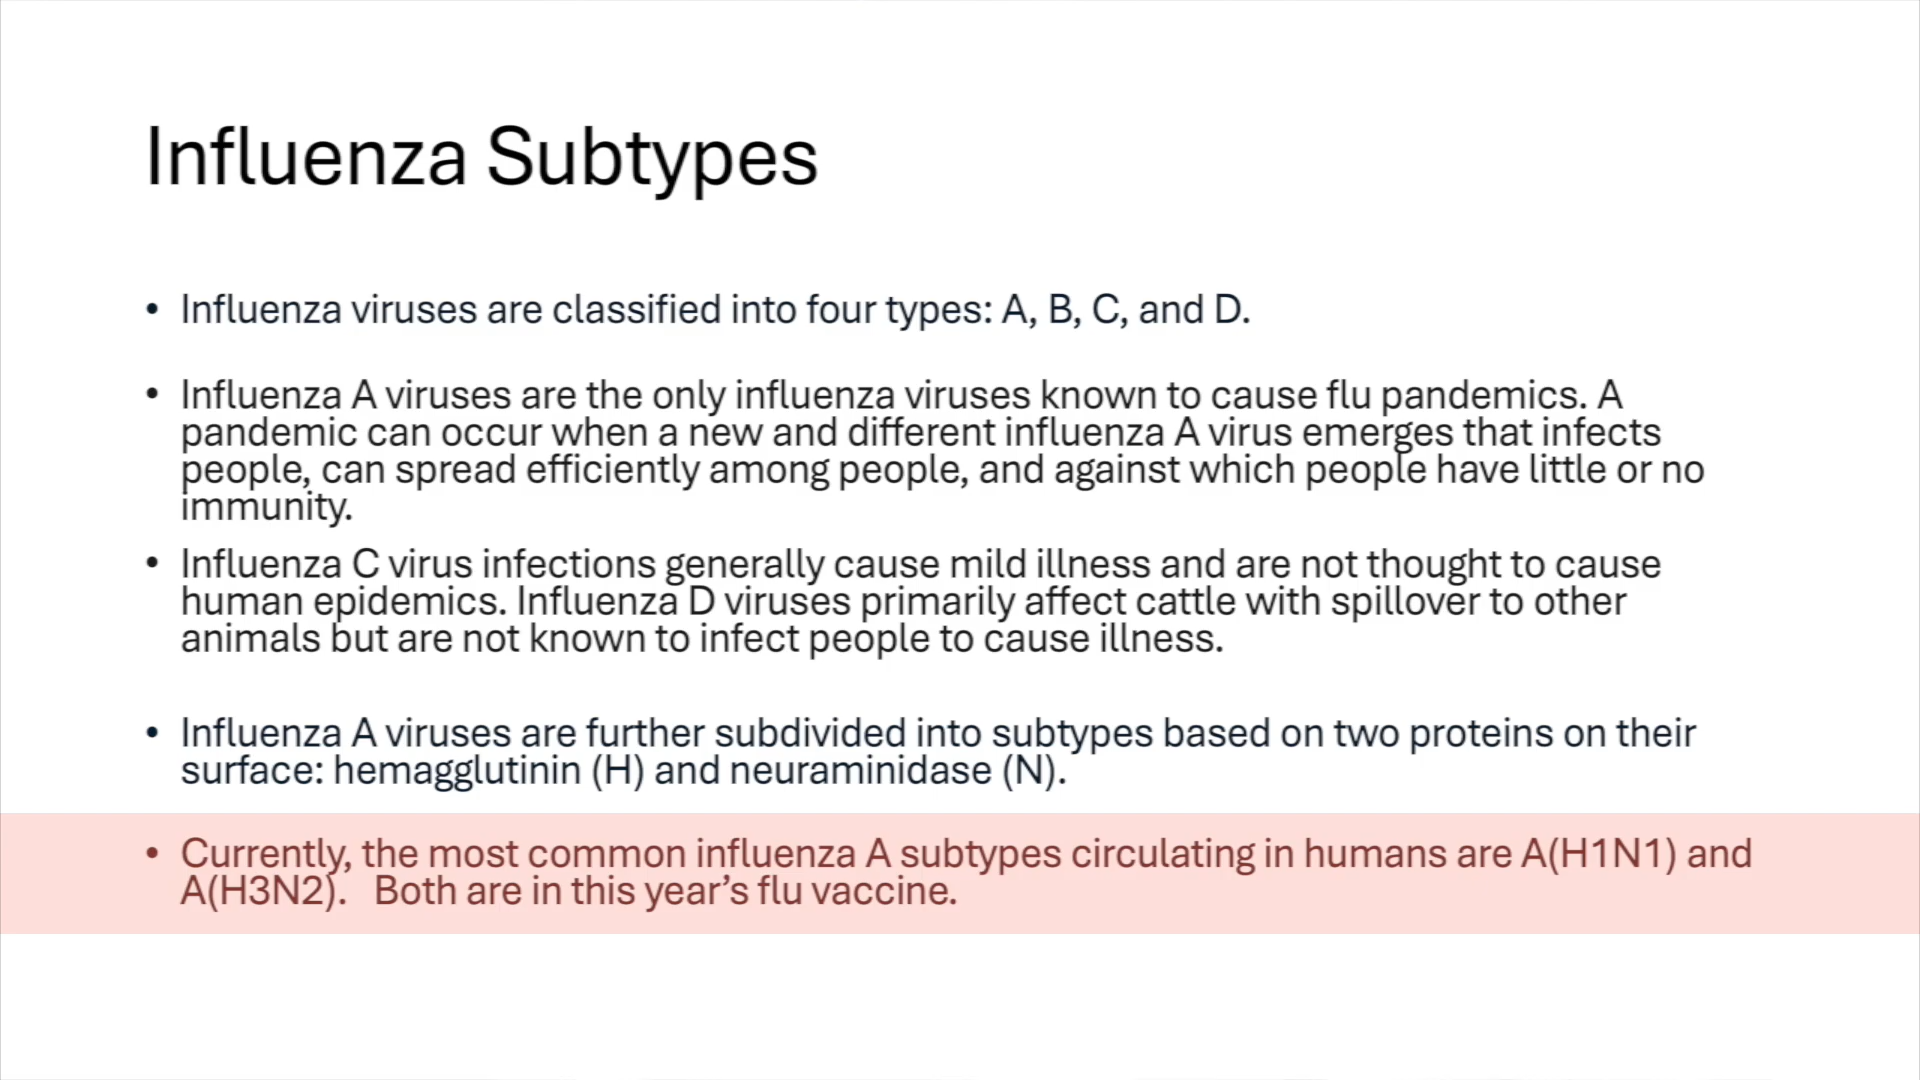 Influenza Subtypes
• Influenza viruses are classified into four types: A, B, C, and D.
• Influenza A viruses are the only influenza viruses known to cause flu pandemics. A
pandemic can occur when a new and different influenza A virus emerges that infects
people, can spread efficiently among people, and against which people have little or no
immunity.
• Influenza C virus infections generally cause mild illness and are not thought to cause
human epidemics. Influenza D viruses primarily affect cattle with spillover to other
animals but are not known to infect people to cause illness.
• Influenza A viruses are further subdivided into subtypes based on two proteins on their
surface: hemagglutinin (H) and neuraminidase (N).
• Currently, the most common influenza A subtypes circulating in humans are A(H1N1) and
A(H3N2).   Both are in this year’s flu vaccine.